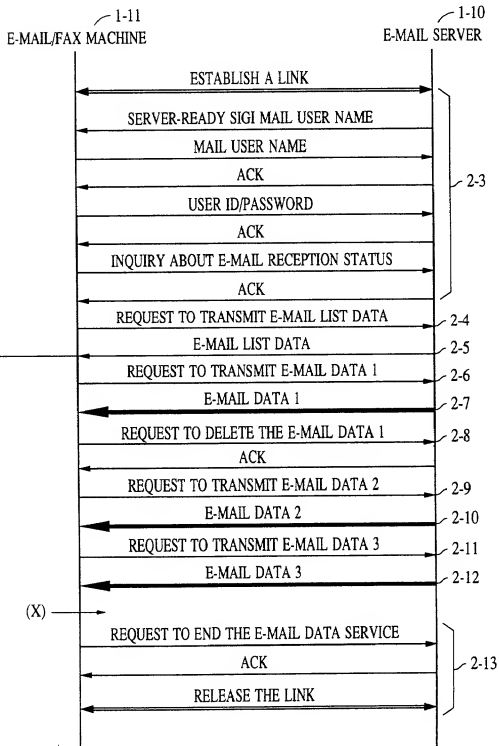 1-11
E-MAIL/FAX MACHINE
1-10
E-MAIL SERVER
ESTABLISH A LINK
SERVER-READY SIGI MAIL USER NAME
MAIL USER NAME
ACK
2-3
USER ID/PASSWORD
ACK
INQUIRY ABOUT E-MAIL RECEPTION STATUS
ACK
REQUEST TO TRANSMIT E-MAIL LIST DATA
2-4
E-MAIL LIST DATA
2-5
REQUEST TO TRANSMIT E-MAIL DATA 1
2-6
E-MAIL DATA 1
2-7
REQUEST TO DELETE THE E-MAIL DATA 1
2-8
ACK
REQUEST TO TRANSMIT E-MAIL DATA 2
2-9
E-MAIL DATA 2
2-10
REQUEST TO TRANSMIT E-MAIL DATA 3
2-11
E-MAIL DATA 3
2-12
(X)
REQUEST TO END THE E-MAIL DATA SERVICE
ACK
2-13
RELEASE THE LINK